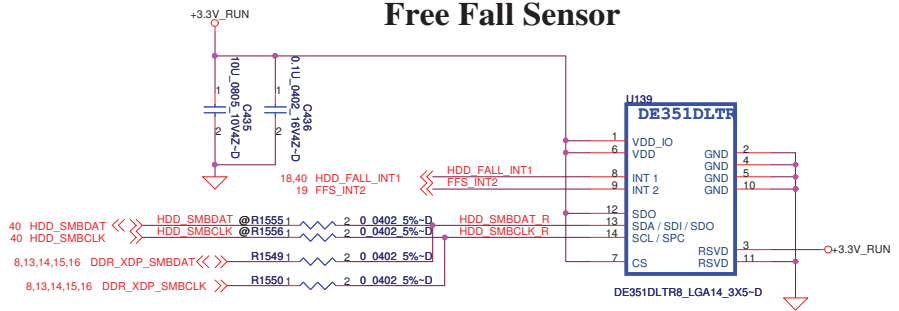 Free Fall Sensor
+3.3V_RUN
1
2
10U_0805_10V4Z~D
C435
1
2
0.1U_0402_16V4Z~D
C436
U139
DE351DLTR
1 VDD_IO
6 VDD
GND 2
GND 4
GND 5
GND 10
18,40 HDD_FALL_INT1 HDD_FALL_INT1 8 INT 1
19 FFS_INT2 FFS_INT2 9 INT 2
12 SDO
40 HDD_SMBDAT HDD_SMBDAT @R1555 1 2 0_0402_5%~D HDD_SMBDAT_R 13 SDA / SDI / SDO
40 HDD_SMBCLK HDD_SMBCLK @R1556 1 2 0_0402_5%~D HDD_SMBCLK_R 14 SCL / SPC
RSVD 3 +3.3V_RUN
RSVD 11
8,13,14,15,16 DDR_XDP_SMBDAT R1549 1 2 0_0402_5%~D
7 CS
8,13,14,15,16 DDR_XDP_SMBCLK R1550 1 2 0_0402_5%~D
DE351DLTR8_LGA14_3X5~D